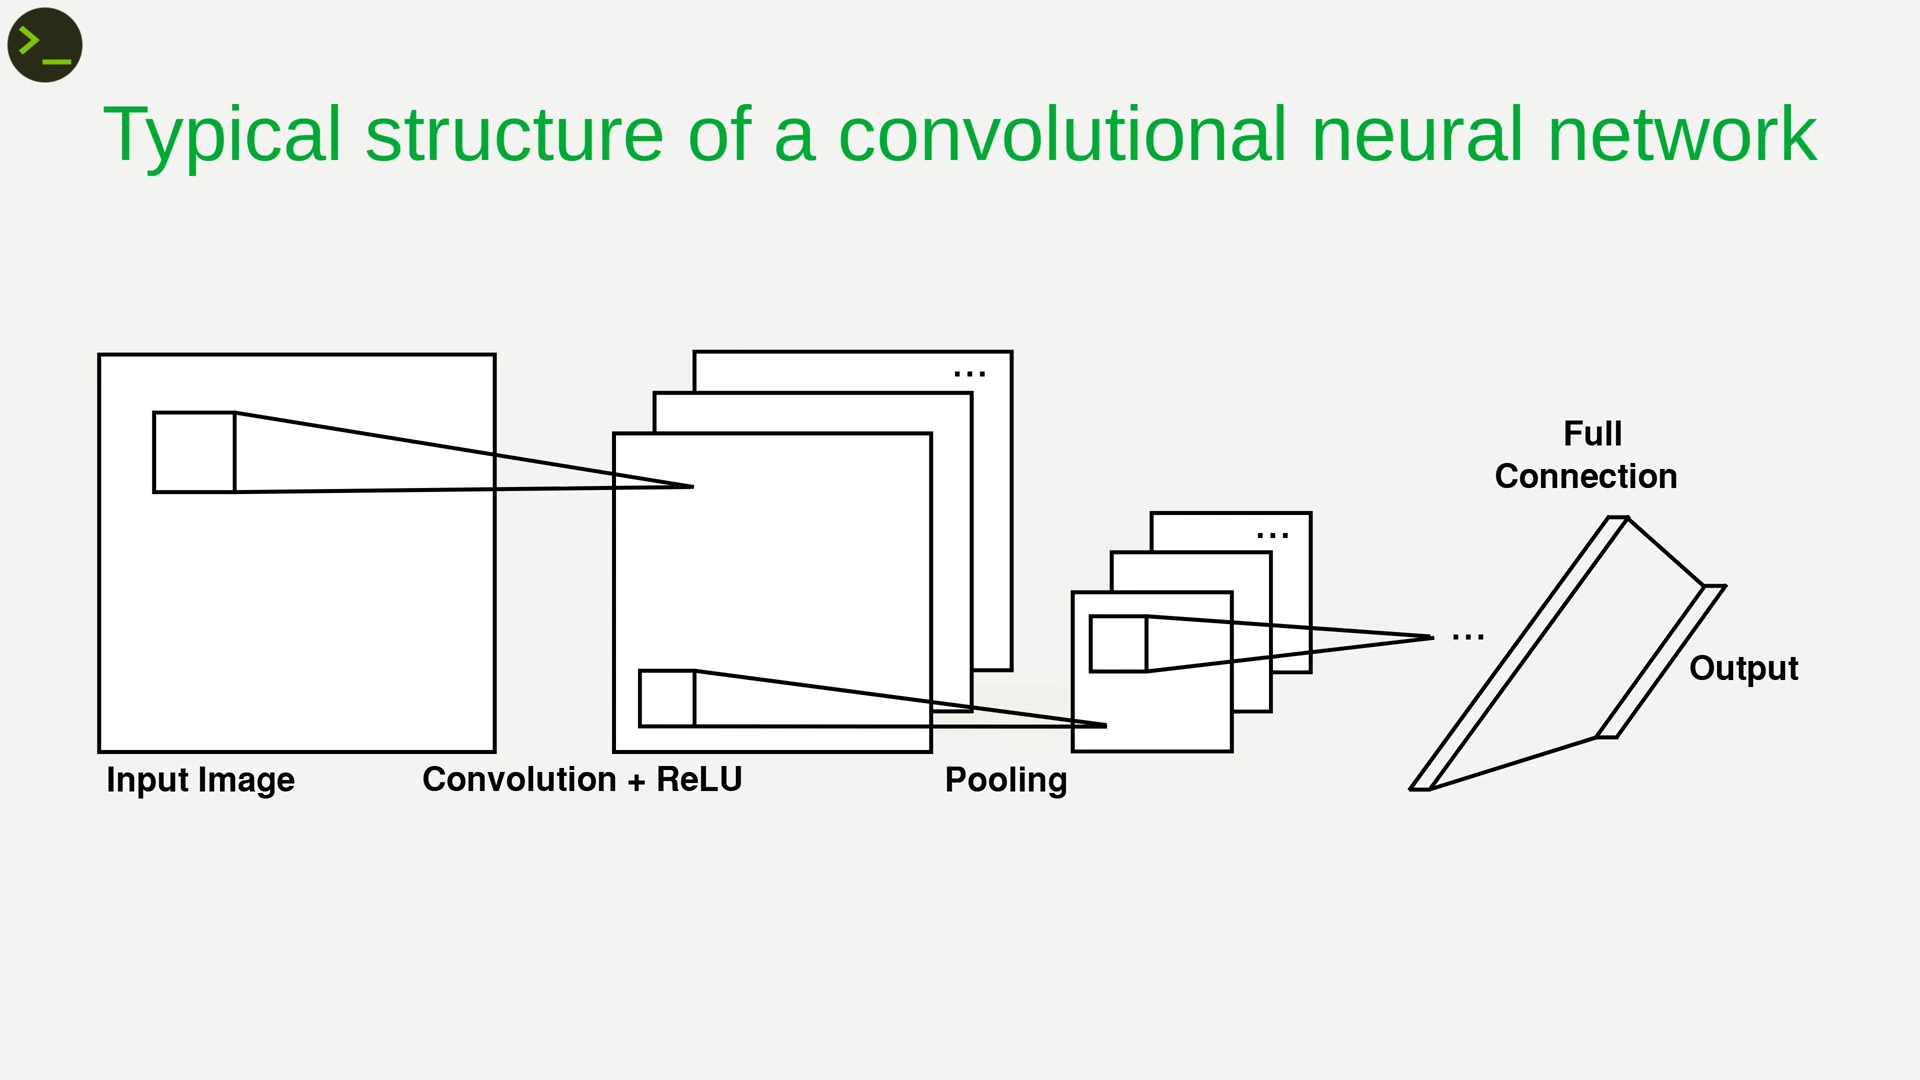 >_
Typical structure of a convolutional neural network
...
...
Full
Connection
...
Output
Input Image
Convolution + ReLU
Pooling